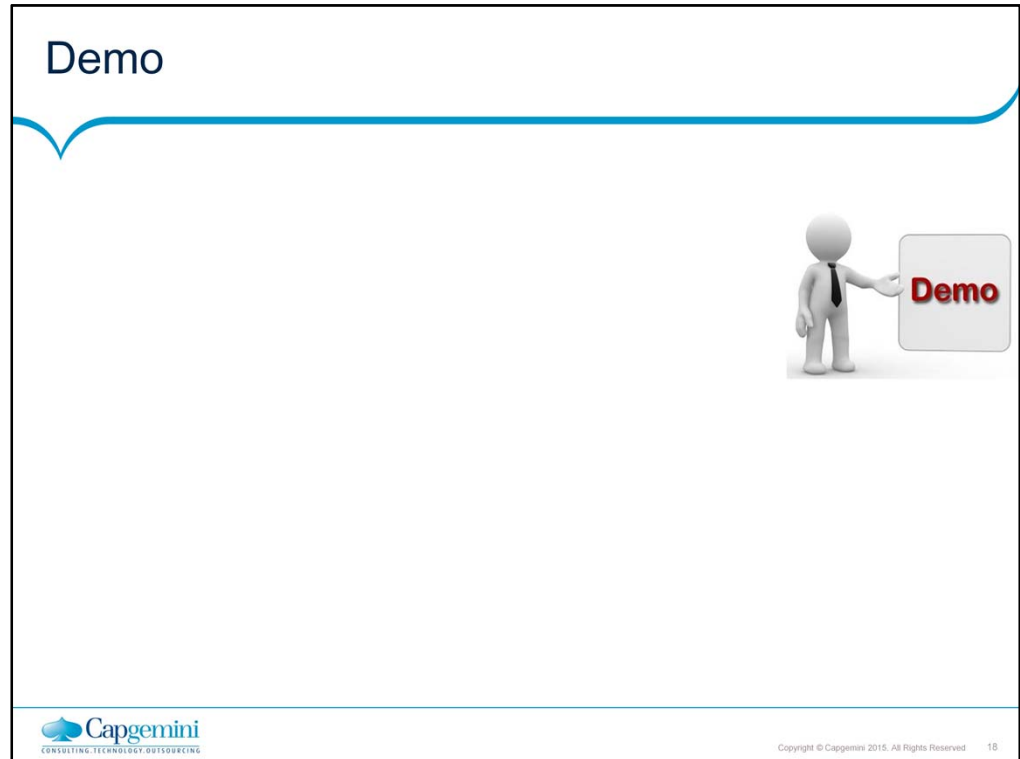 Demo
Demo
Capgemini
CONSULTING.TECHNOLOGY.OUTSOURCING
Copyright © Capgemini 2015. All Rights Reserved 18